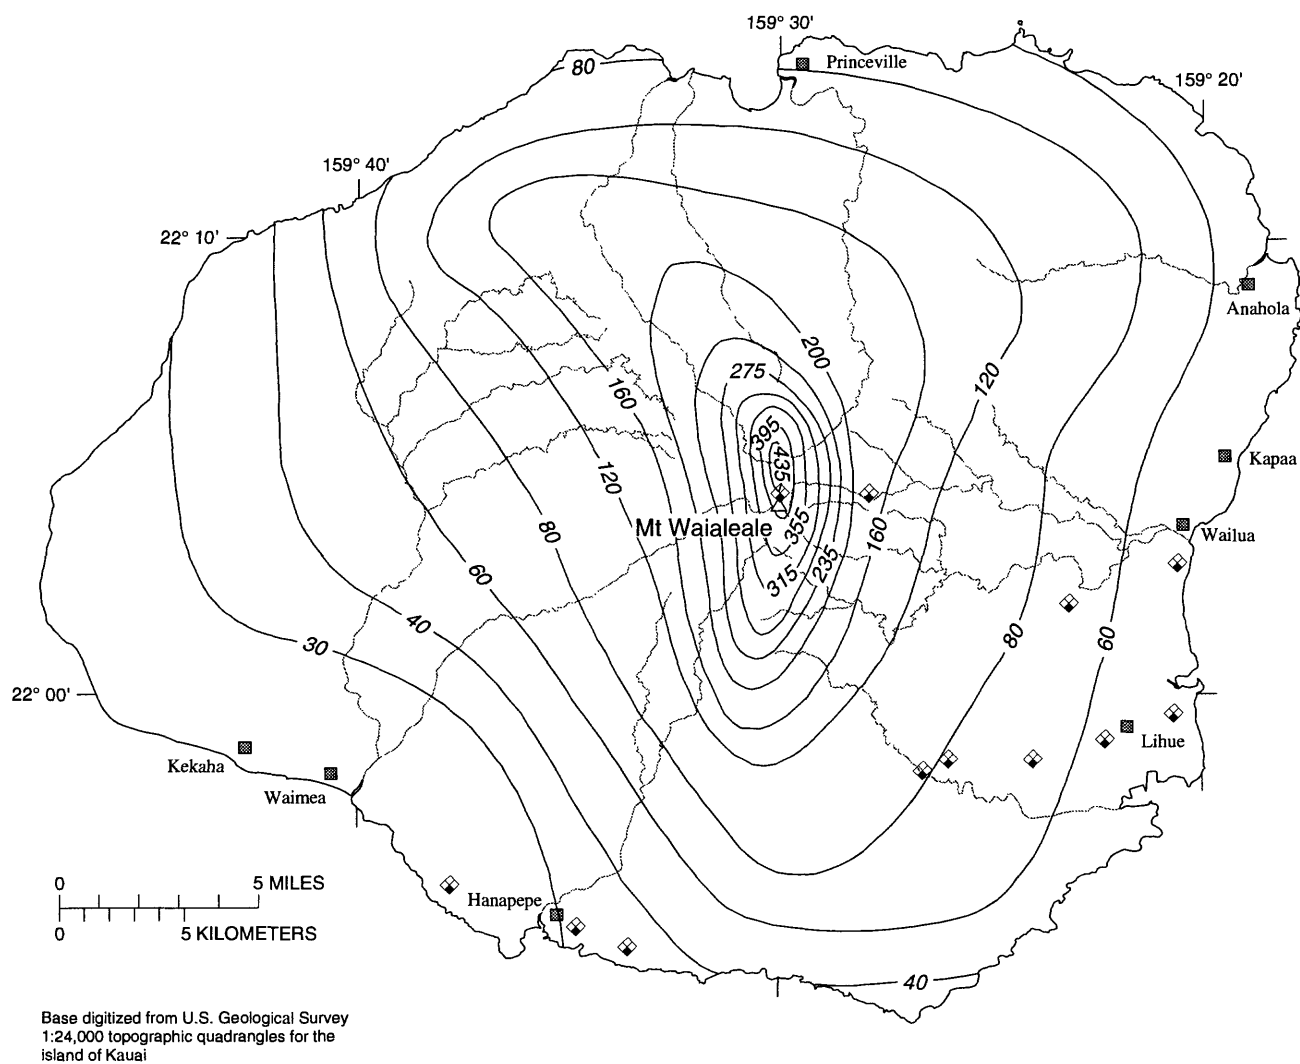 159° 30'
Princeville
80
159° 20'
159° 40'
22° 10'
Anahola
200
275
120
160
395
Kapaa
435
120
Mt Waialeale
355
160
Wailua
80
60
315
235
40
30
80
60
22° 00'
Lihue
Kekaha
Waimea
0 5 MILES
Hanapepe
0 5 KILOMETERS
40
Base digitized from U.S. Geological Survey
1:24,000 topographic quadrangles for the
island of Kauai